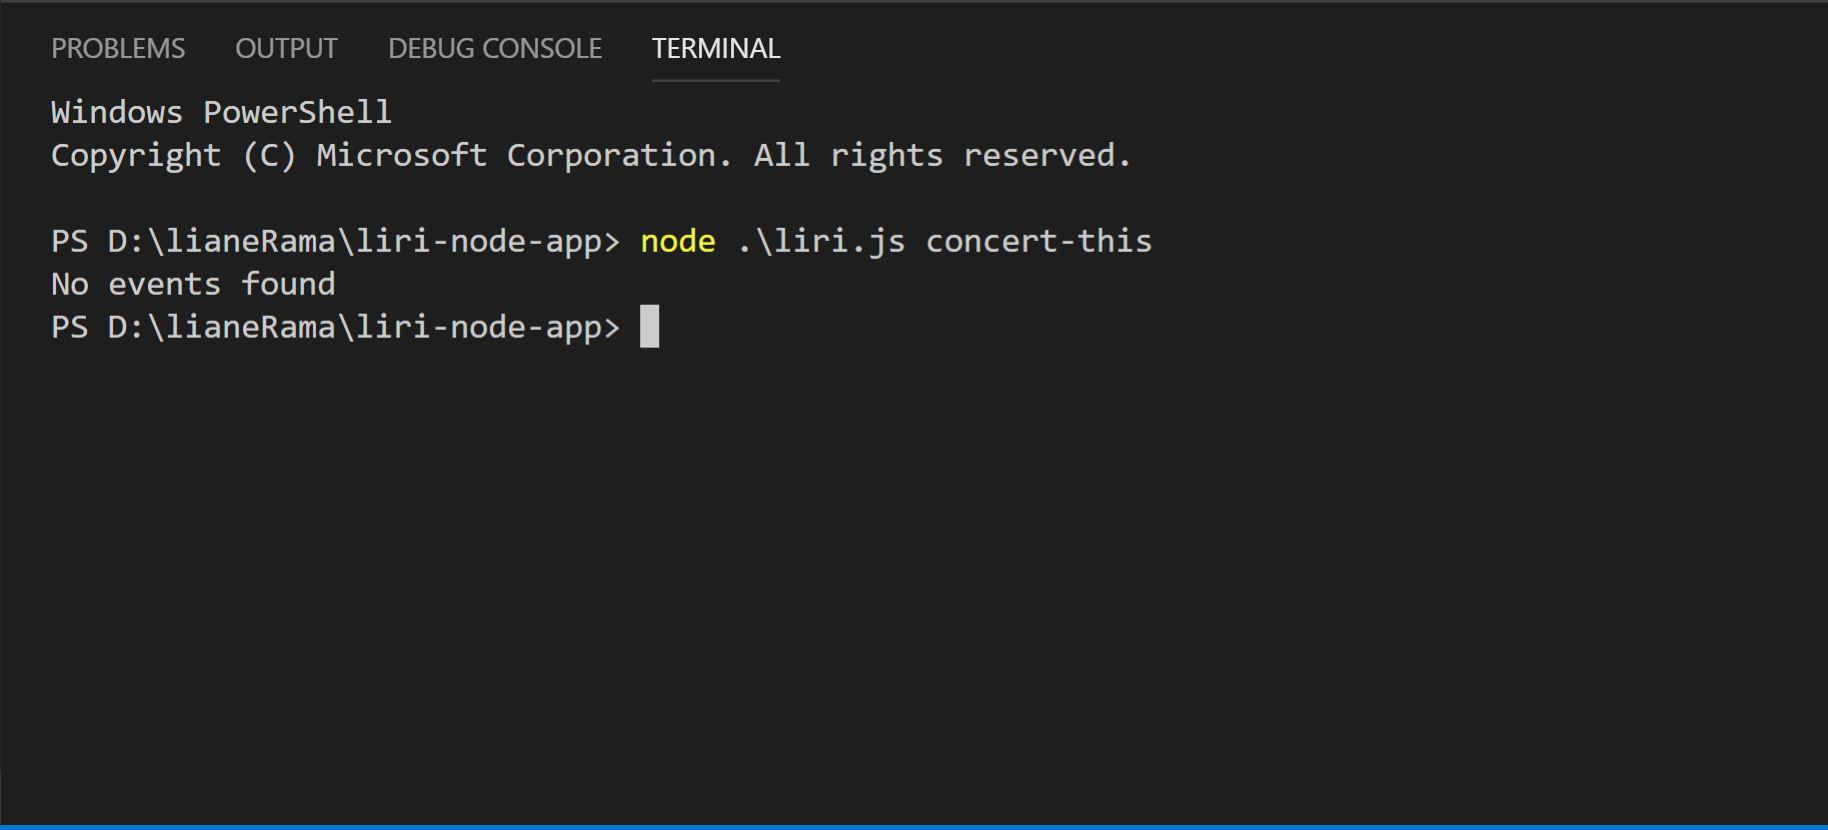 PROBLEMS OUTPUT DEBUG CONSOLE TERMINAL
Windows PowerShell
Copyright (C) Microsoft Corporation. All rights reserved.
PS D:\lianeRama\liri-node-app> node .\liri.js concert-this
No events found
PS D:\lianeRama\liri-node-app>